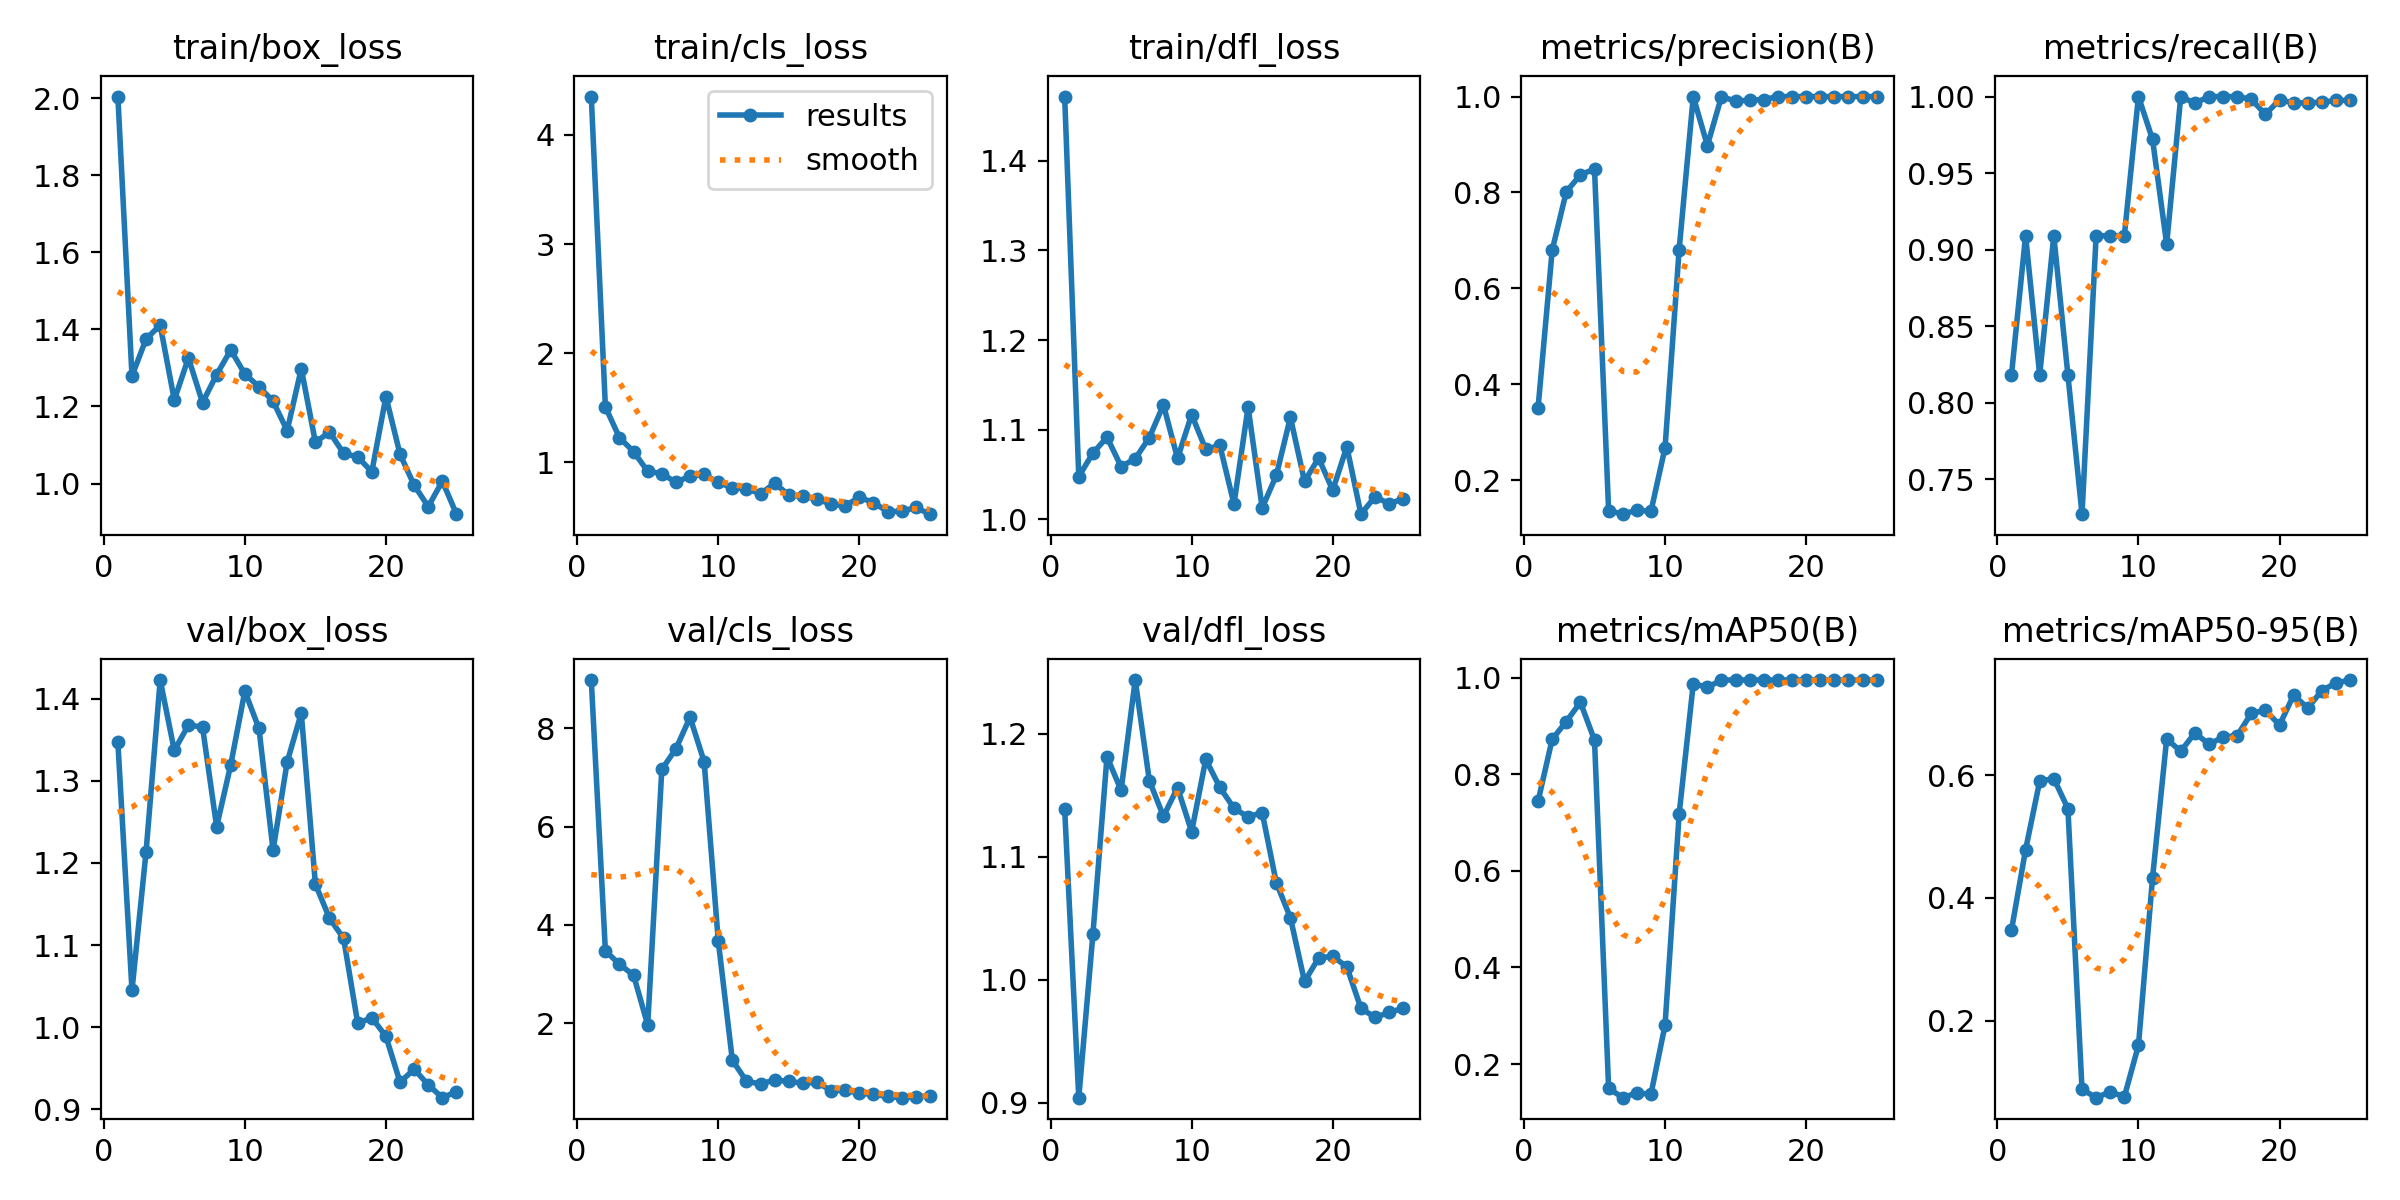 train/box_loss
train/cls_loss
train/dfl_loss
metrics/precision(B)
metrics/recall(B)
2.0
1.8
1.6
1.4
1.2
1.0
0 10 20
results
smooth
4
3
2
1
0 10 20
1.4
1.3
1.2
1.1
1.0
0 10 20
1.0
0.8
0.6
0.4
0.2
0 10 20
1.00
0.95
0.90
0.85
0.80
0.75
0 10 20
val/box_loss
val/cls_loss
val/dfl_loss
metrics/mAP50(B)
metrics/mAP50-95(B)
1.4
1.3
1.2
1.1
1.0
0.9
0 10 20
8
6
4
2
0 10 20
1.2
1.1
1.0
0.9
0 10 20
1.0
0.8
0.6
0.4
0.2
0 10 20
0.6
0.4
0.2
0 10 20